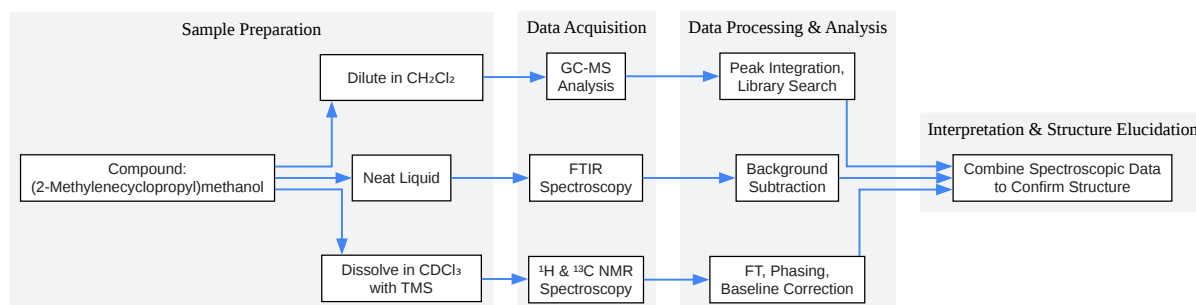 Sample Preparation
Data Acquisition
Data Processing & Analysis
Dilute in CH₂Cl₂
GC-MS
Analysis
Peak Integration,
Library Search
Interpretation & Structure Elucidation
Compound:
(2-Methylenecyclopropyl)methanol
Neat Liquid
FTIR
Spectroscopy
Background
Subtraction
Combine Spectroscopic Data
to Confirm Structure
Dissolve in CDCl₃
with TMS
¹H & ¹³C NMR
Spectroscopy
FT, Phasing,
Baseline Correction